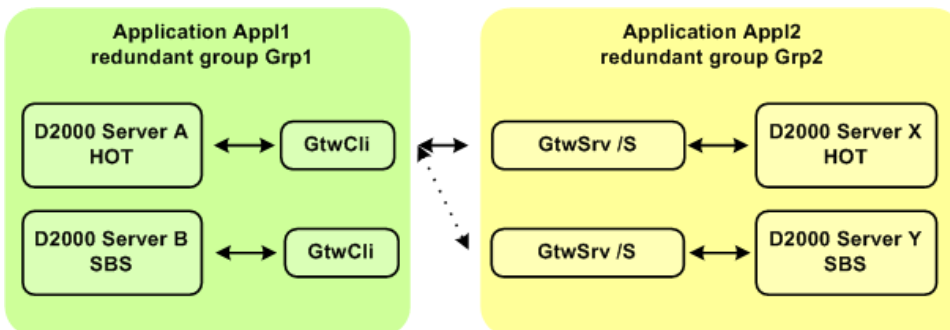 Application Appl1
redundant group Grp1
D2000 Server A
HOT
GtwCli
D2000 Server B
SBS
GtwCli
Application Appl2
redundant group Grp2
GtwSrv /S
D2000 Server X
HOT
GtwSrv /S
D2000 Server Y
SBS